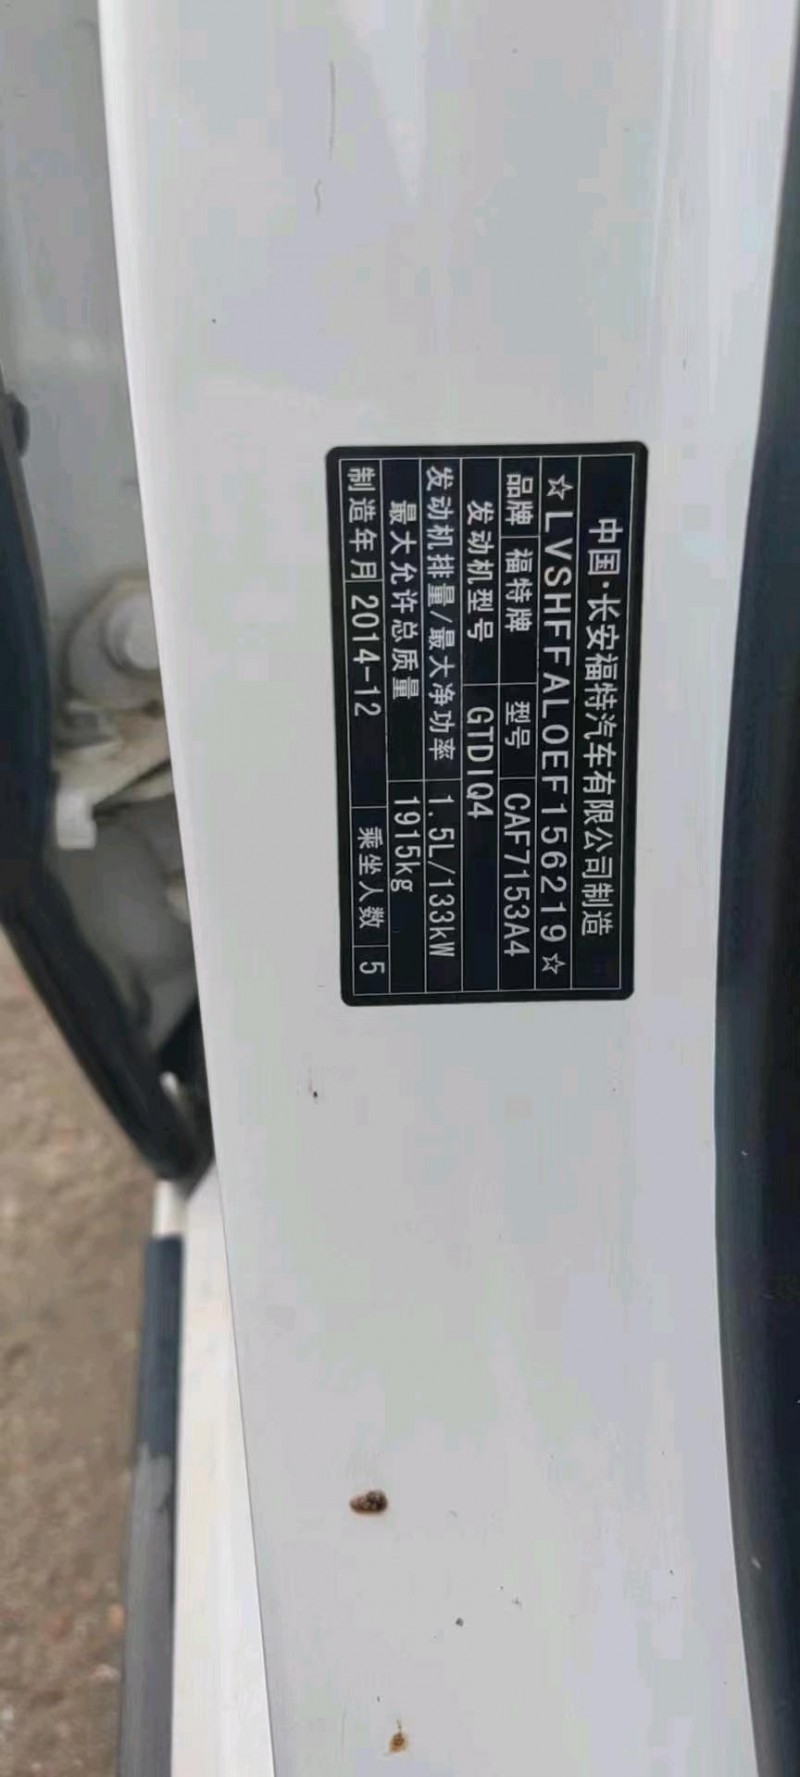 中国·长安福特汽车有限公司制造
☆LVSHFFAL0EF156219☆
品牌 福特牌 型号 CAF7153A4
发动机型号 GTDIQ4
发动机排量/最大净功率 1.5L/133kW
最大允许总质量 1915kg
制造年月 2014-12 乘坐人数 5